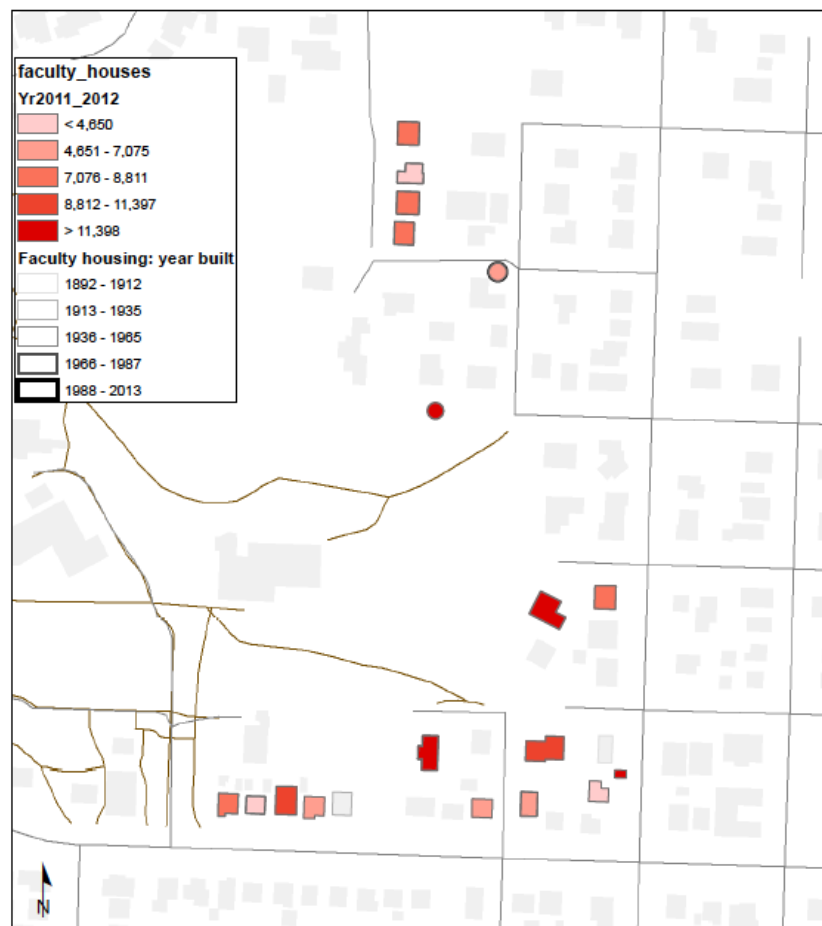 faculty_houses
Yr2011_2012
< 4,650
4,651 - 7,075
7,076 - 8,811
8,812 - 11,397
> 11,398
Faculty housing: year built
1892 - 1912
1913 - 1935
1936 - 1965
1966 - 1987
1988 - 2013
N